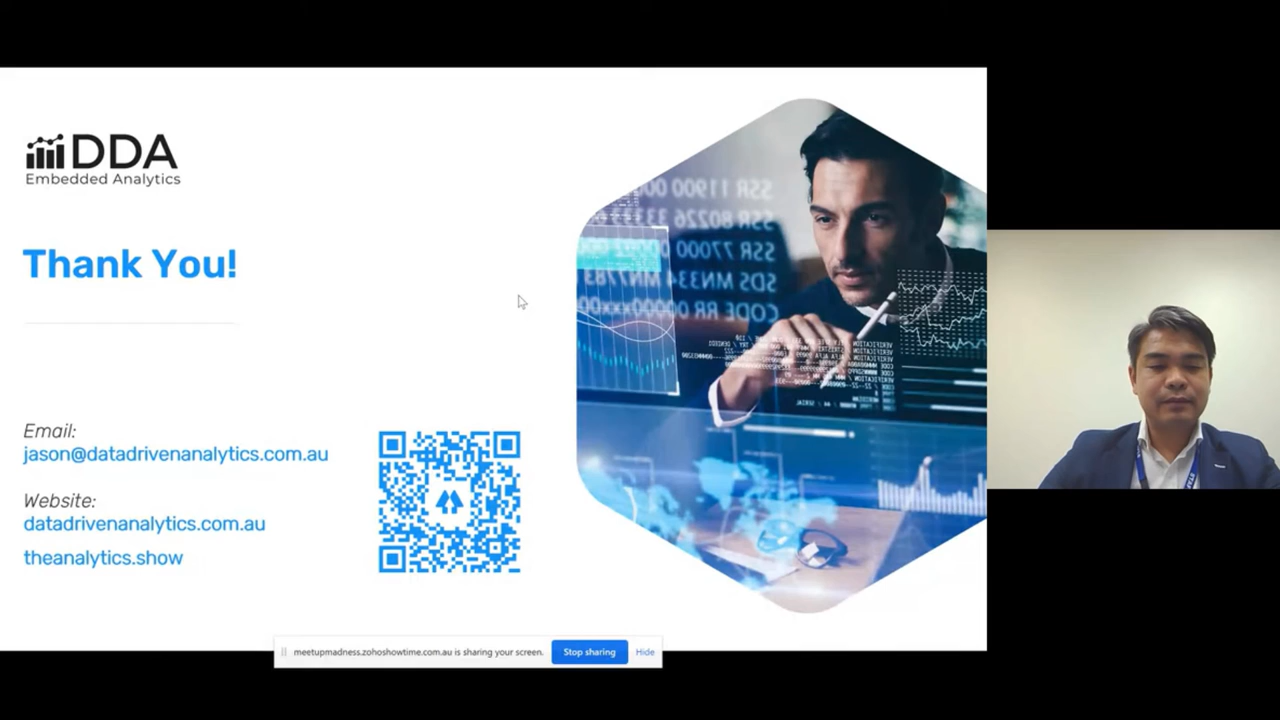 DDA
Embedded Analytics
Thank You!
Email:
jason@datadrivenanalytics.com.au
Website:
datadrivenanalytics.com.au
theanalytics.show
meetupmadness.zohoshowtime.com.au is sharing your screen.
Stop sharing
Hide